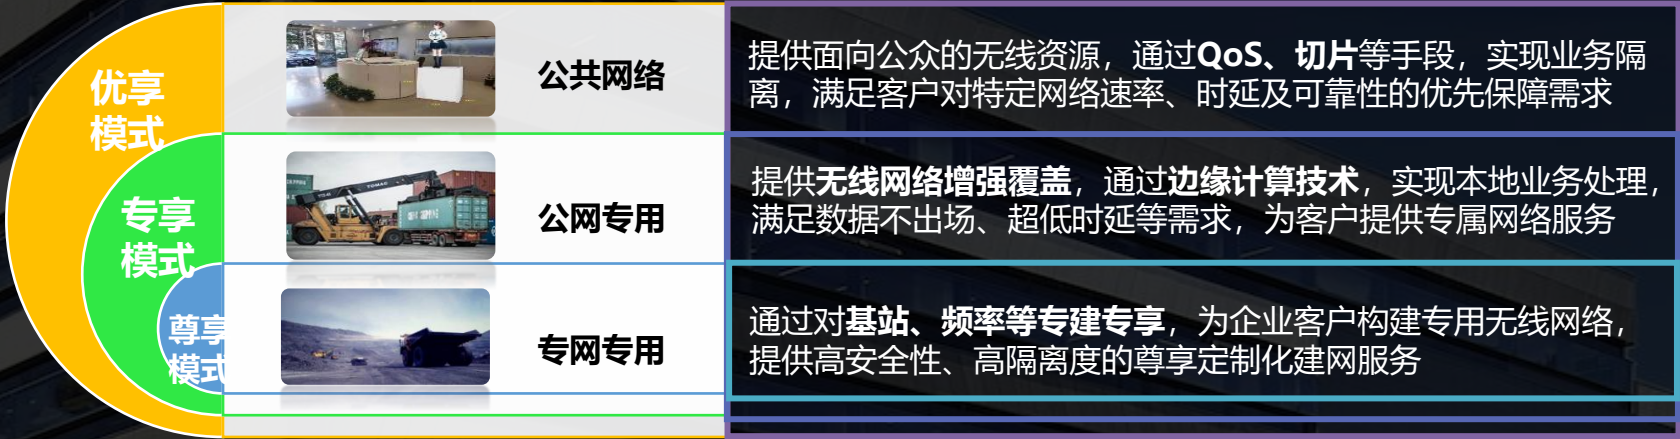 优享
模式
公共网络
提供面向公众的无线资源，通过QoS、切片等手段，实现业务隔
离，满足客户对特定网络速率、时延及可靠性的优先保障需求
专享
模式
公网专用
提供无线网络增强覆盖，通过边缘计算技术，实现本地业务处理，
满足数据不出场、超低时延等需求，为客户提供专属网络服务
尊享
模式
专网专用
通过对基站、频率等专建专享，为企业客户构建专用无线网络，
提供高安全性、高隔离度的尊享定制化建网服务